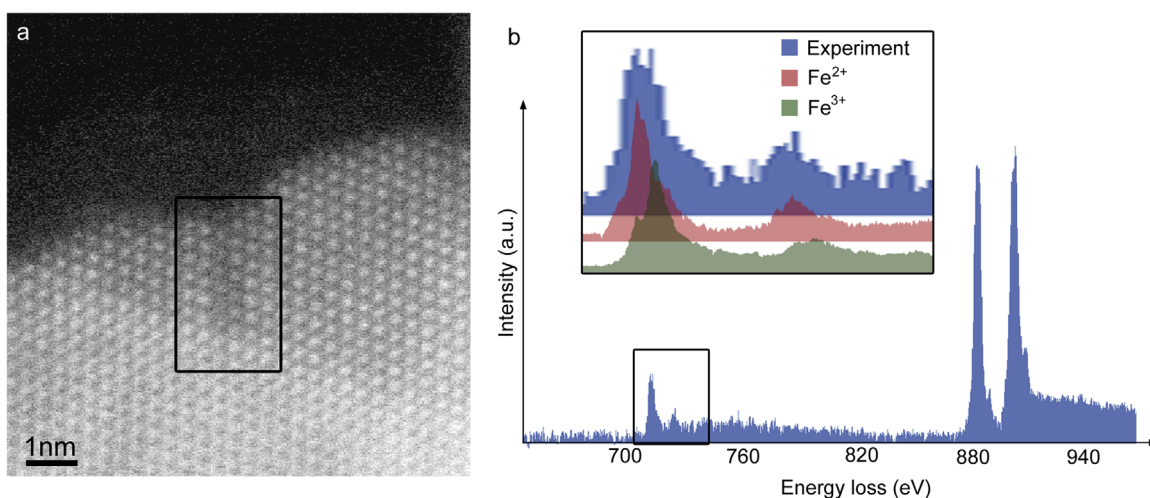 a
1nm
b
Experiment
Fe2+
Fe3+
Intensity (a.u.)
700 760 820 880 940
Energy loss (eV)